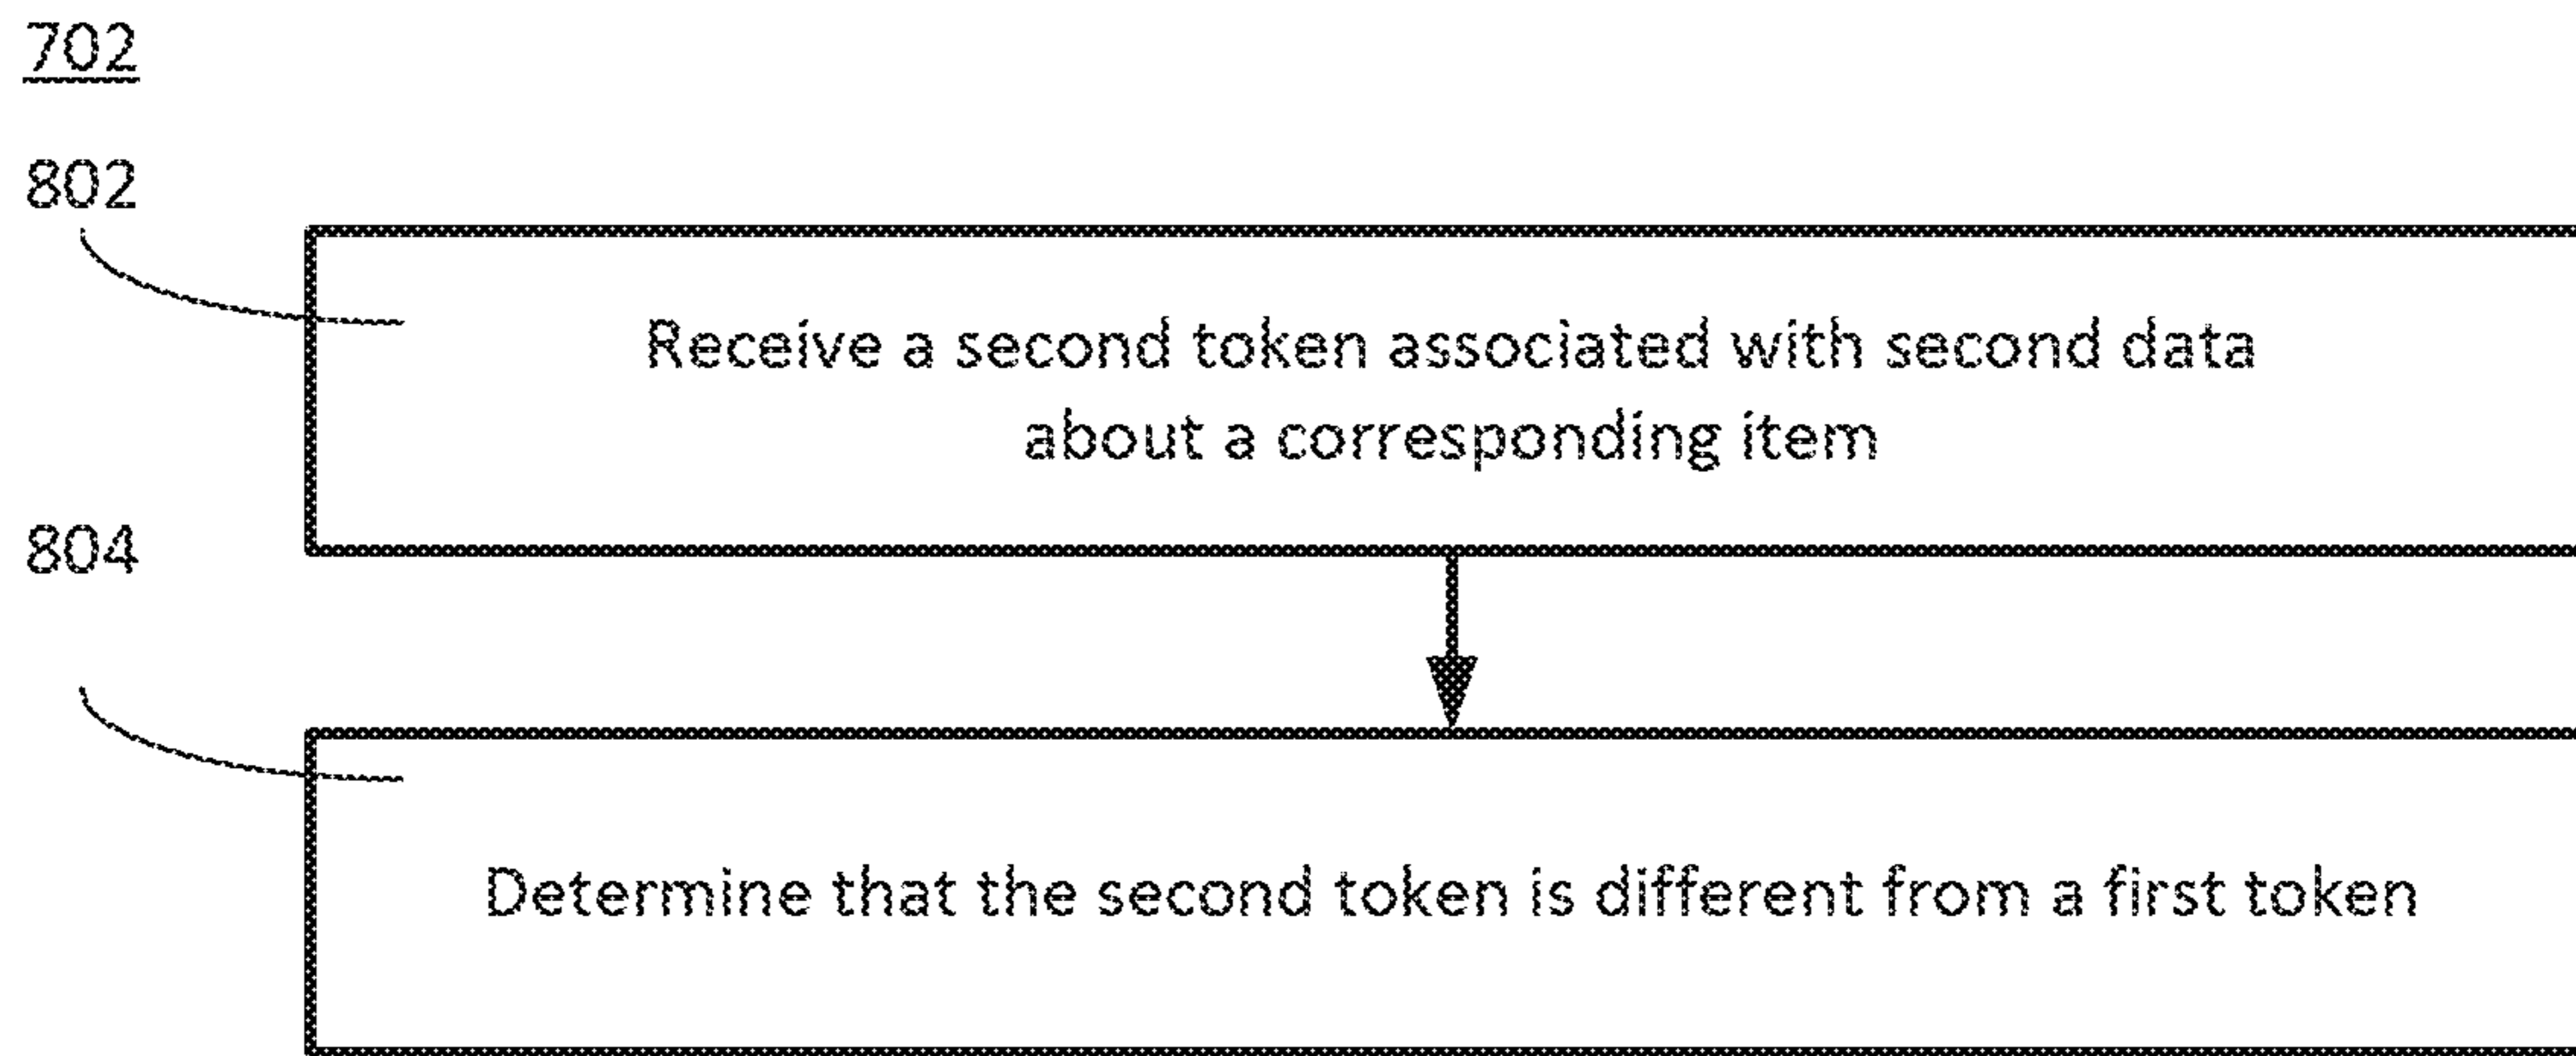 702
802
Receive a second token associated with second data
about a corresponding item
804
Determine that the second token is different from a first token